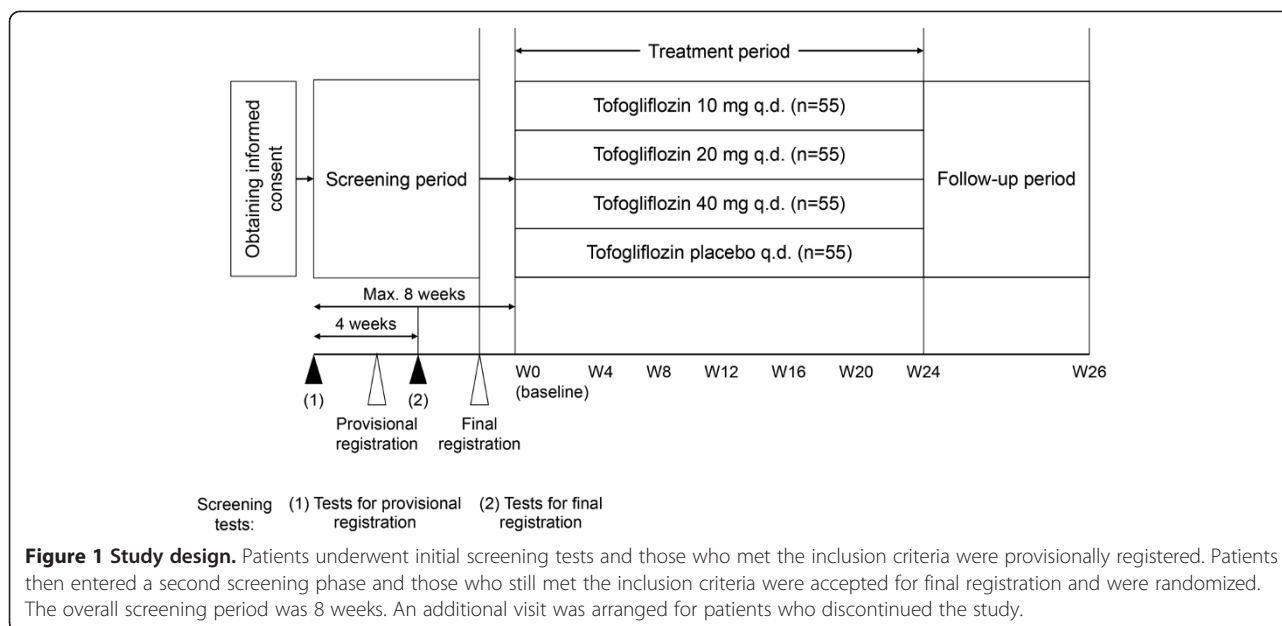 Treatment period
Obtaining informed
consent
Screening period
Tofogliflozin 10 mg q.d. (n=55)
Tofogliflozin 20 mg q.d. (n=55)
Tofogliflozin 40 mg q.d. (n=55)
Tofogliflozin placebo q.d. (n=55)
Follow-up period
Max. 8 weeks
4 weeks
W0 W4 W8 W12 W16 W20 W24 W26
(baseline)
(1) (2)
Provisional
registration
Final
registration
Screening
tests:
(1) Tests for provisional
registration
(2) Tests for final
registration
Figure 1 Study design. Patients underwent initial screening tests and those who met the inclusion criteria were provisionally registered. Patients
then entered a second screening phase and those who still met the inclusion criteria were accepted for final registration and were randomized.
The overall screening period was 8 weeks. An additional visit was arranged for patients who discontinued the study.